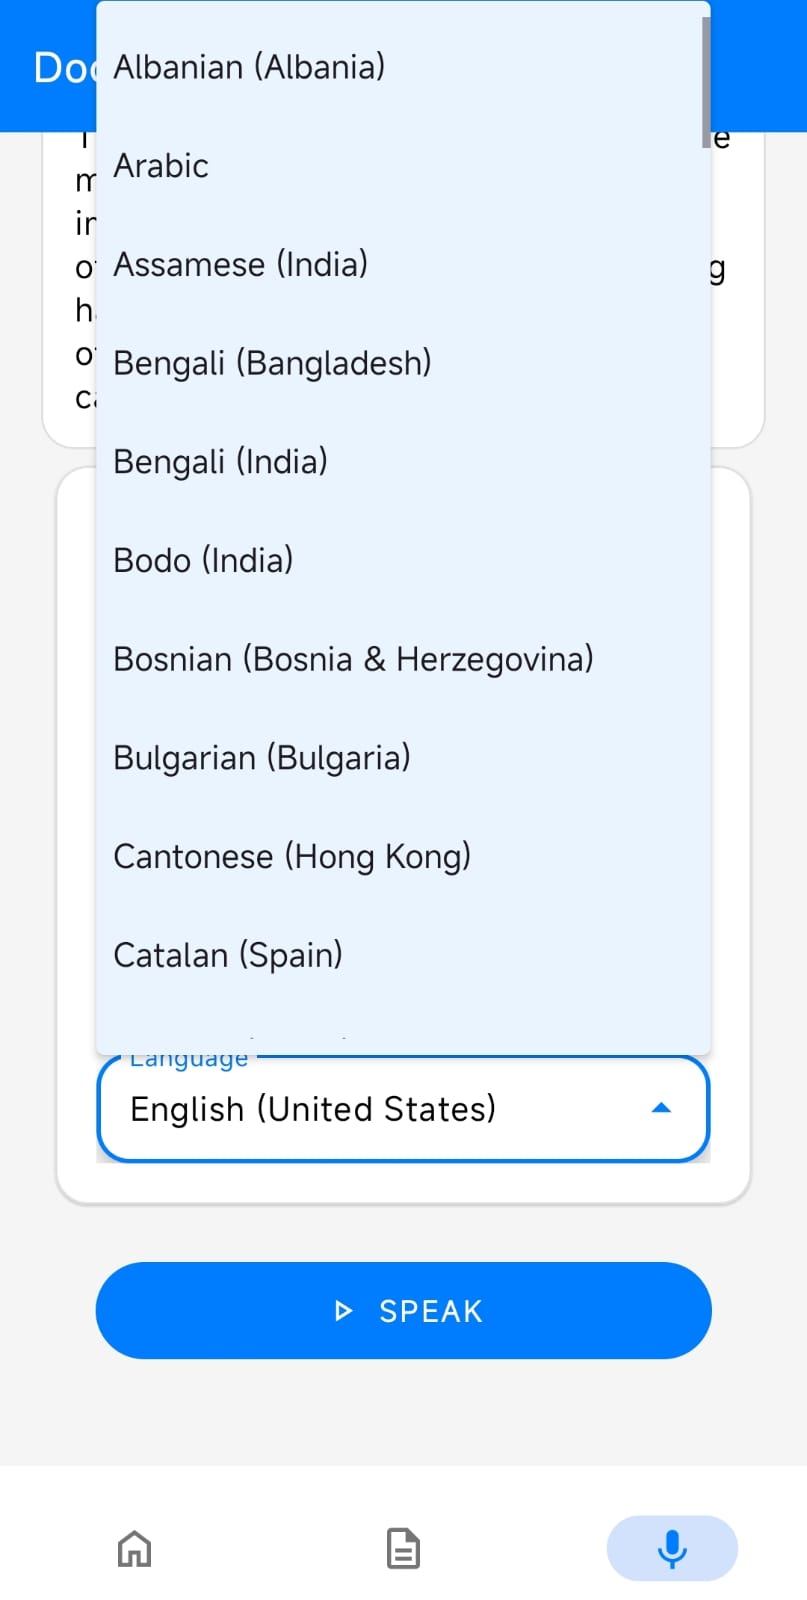 Albanian (Albania)
Arabic
Assamese (India)
Bengali (Bangladesh)
Bengali (India)
Bodo (India)
Bosnian (Bosnia & Herzegovina)
Bulgarian (Bulgaria)
Cantonese (Hong Kong)
Catalan (Spain)
Language
English (United States)
SPEAK